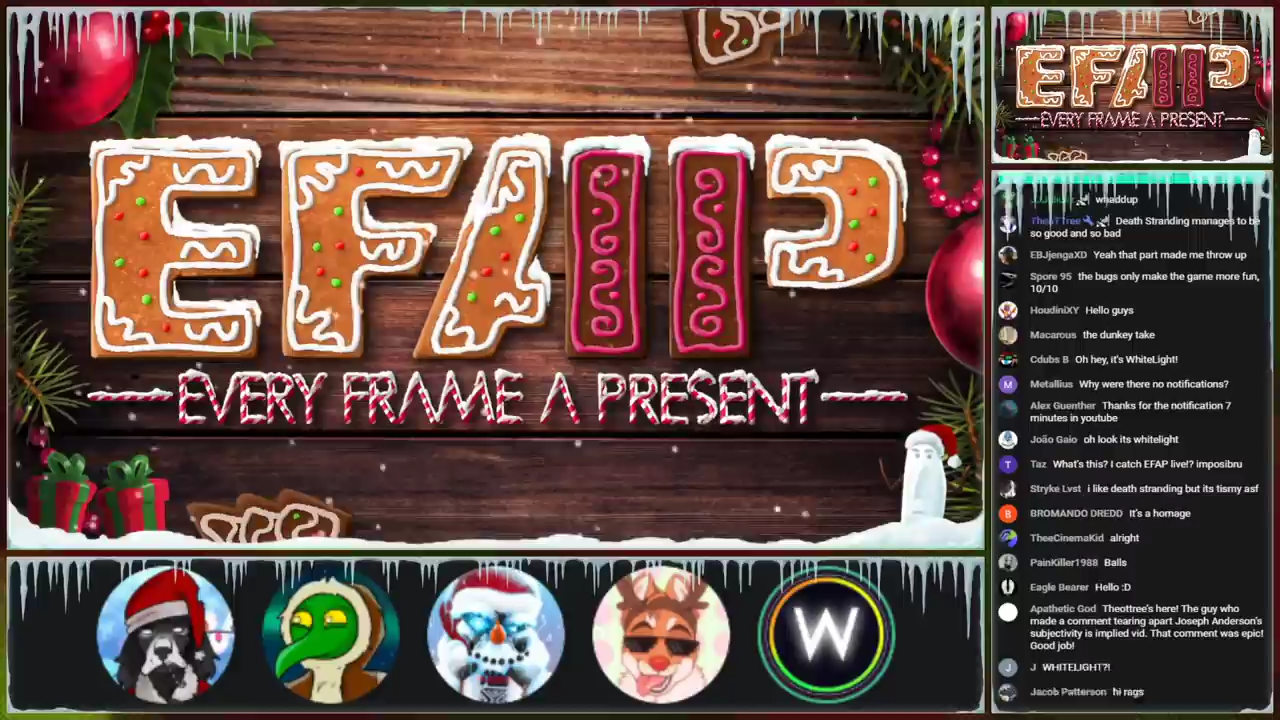 EFAP
EVERY FRAME A PRESENT
W
EFAP
EVERY FRAME A PRESENT
whaddup
TheoTTree Death Stranding manages to be
so good and so bad
EBJjengaXD Yeah that part made me throw up
Spore 95 the bugs only make the game more fun,
10/10
HoudiniXY Hello guys
Macarous the dunkey take
Cdubs B Oh hey, it's WhiteLight!
M Metallius Why were there no notifications?
Alex Guenther Thanks for the notification 7
minutes in youtube
João Gaio oh look its whitelight
T Taz What's this? I catch EFAP live!? imposibru
Stryke Lvst i like death stranding but its tismy asf
B BROMANDO DREDD It's a homage
TheeCinemaKid alright
PainKiller1988 Balls
Eagle Bearer Hello :D
Apathetic God Theottree's here! The guy who
made a comment tearing apart Joseph Anderson's
subjectivity is implied vid. That comment was epic!
Good job!
J J WHITELIGHT?!
Jacob Patterson hi rags